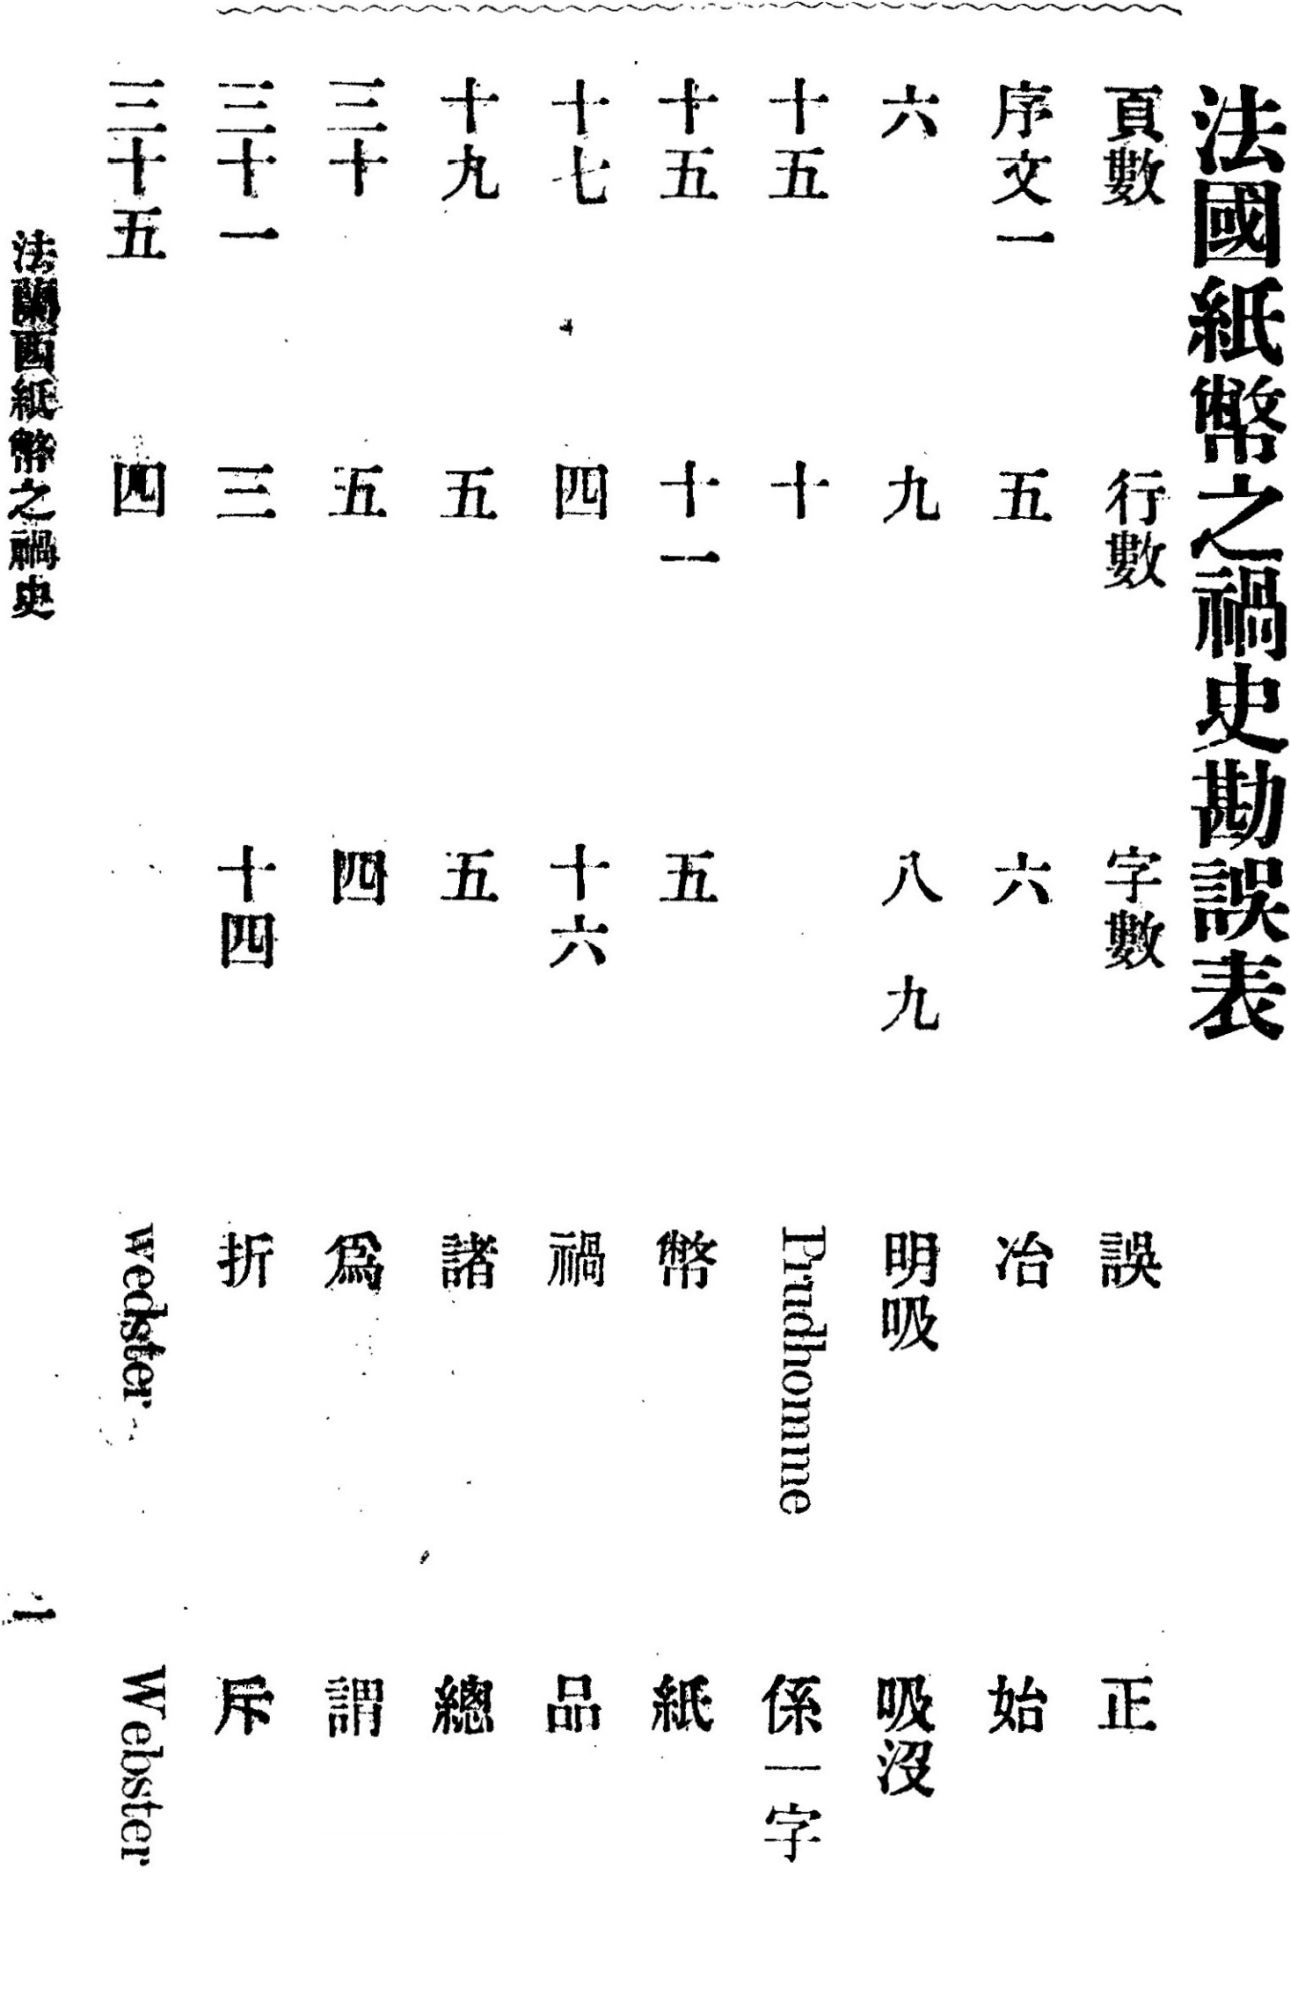 法國紙幣之禍史勘誤表
頁數 行數 字數 誤 正
序文一 五 六 冶 始
六 九 八 九 明吸 吸沒
十五 十 Prudhomme 係一字
十五 十一 五 幣 紙
十七 四 十六 禍 品
十九 五 五 諸 總
三十 五 四 爲 謂
三十一 三 十四 折 斥
三十五 四 wedster Webster
法蘭西紙幣之禍史 一